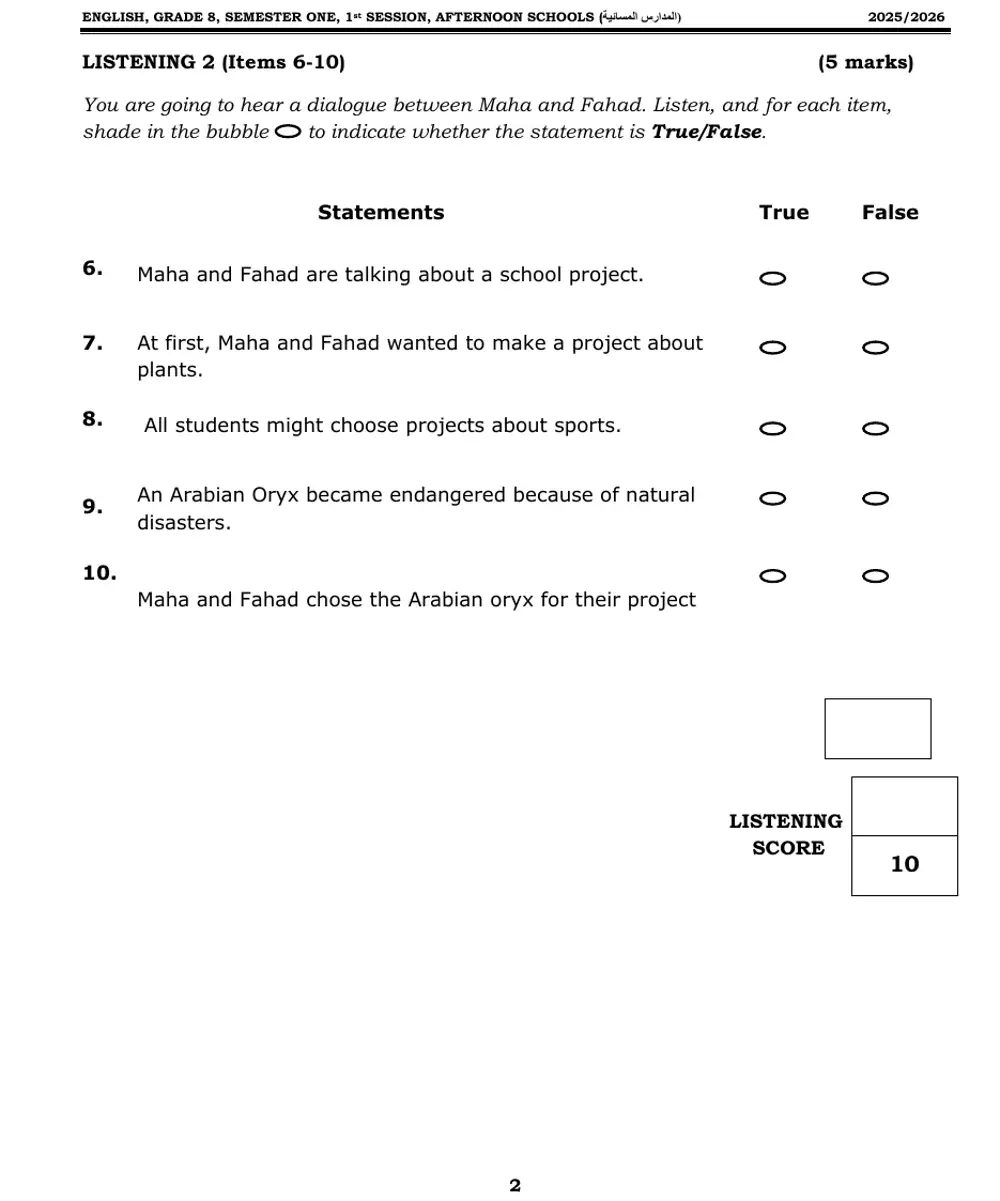 ENGLISH, GRADE 8, SEMESTER ONE, 1st SESSION, AFTERNOON SCHOOLS (المدارس المسائية) 2025/2026
LISTENING 2 (Items 6-10) (5 marks)
You are going to hear a dialogue between Maha and Fahad. Listen, and for each item,
shade in the bubble to indicate whether the statement is True/False.
Statements True False
6. Maha and Fahad are talking about a school project.
7. At first, Maha and Fahad wanted to make a project about
plants.
8. All students might choose projects about sports.
9. An Arabian Oryx became endangered because of natural
disasters.
10.
Maha and Fahad chose the Arabian oryx for their project
LISTENING
SCORE
10
2